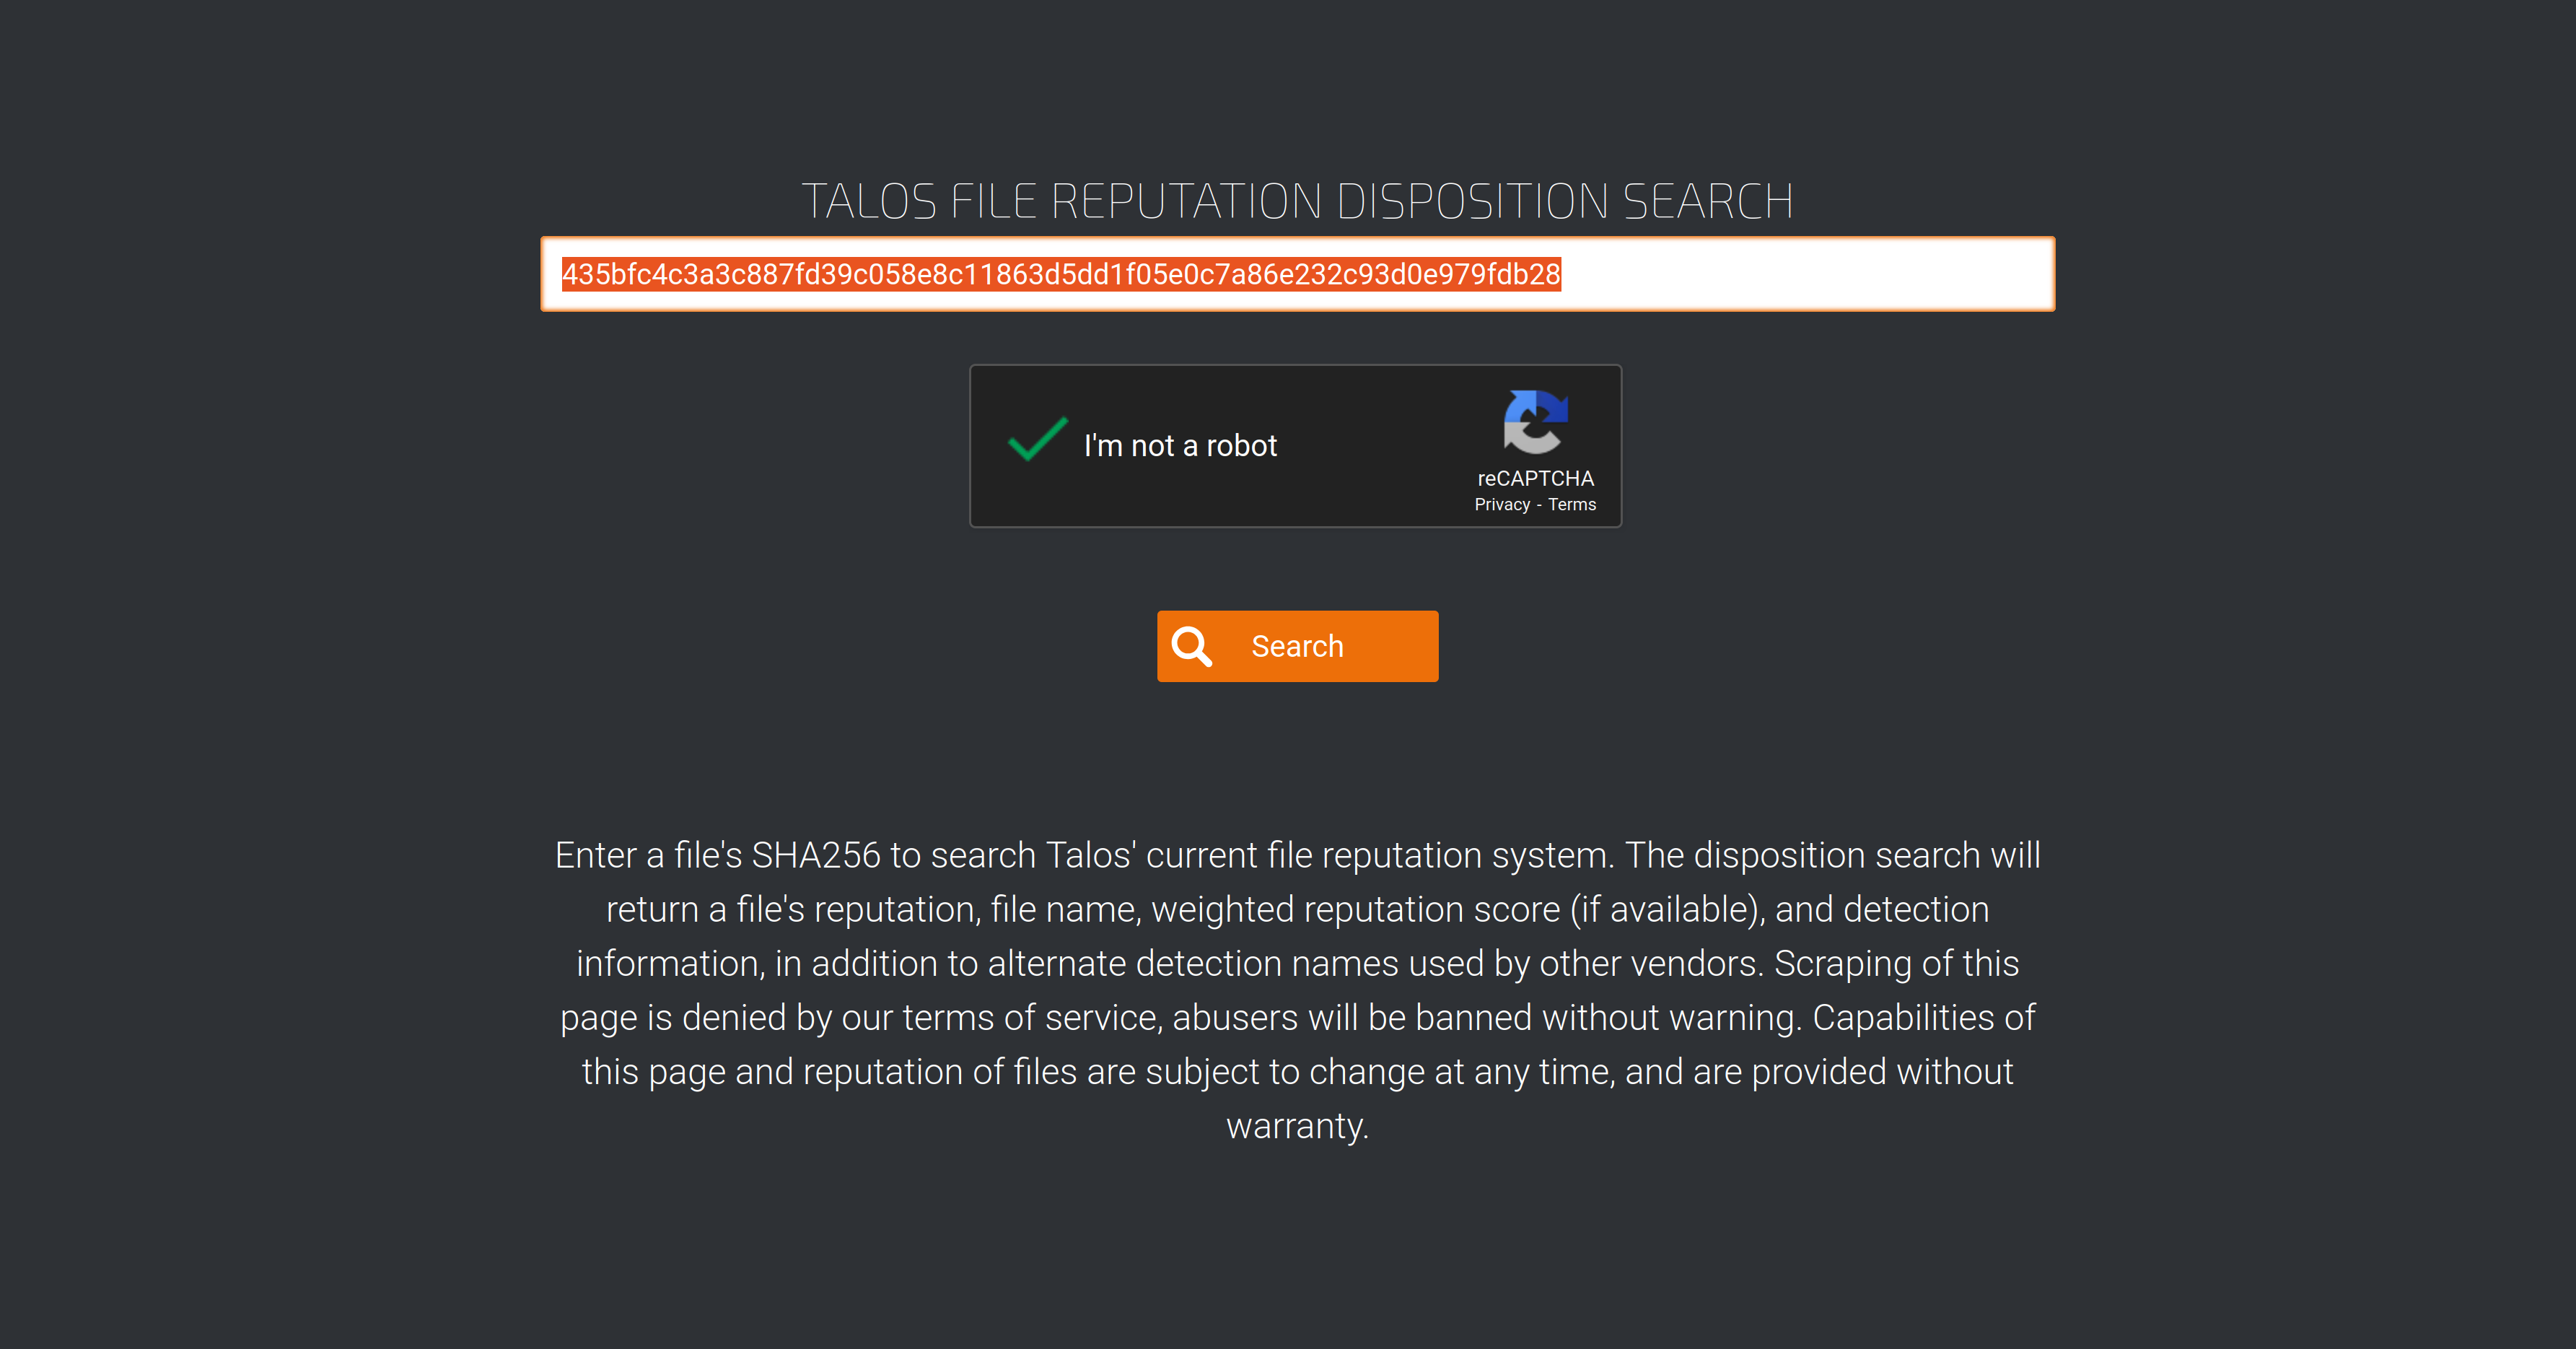 TALOS FILE REPUTATION DISPOSITION SEARCH
435bfc4c3a3c887fd39c058e8c11863d5dd1f05e0c7a86e232c93d0e979fdb28
I'm not a robot
reCAPTCHA
Privacy - Terms
Search
Enter a file's SHA256 to search Talos' current file reputation system. The disposition search will
return a file's reputation, file name, weighted reputation score (if available), and detection
information, in addition to alternate detection names used by other vendors. Scraping of this
page is denied by our terms of service, abusers will be banned without warning. Capabilities of
this page and reputation of files are subject to change at any time, and are provided without
warranty.